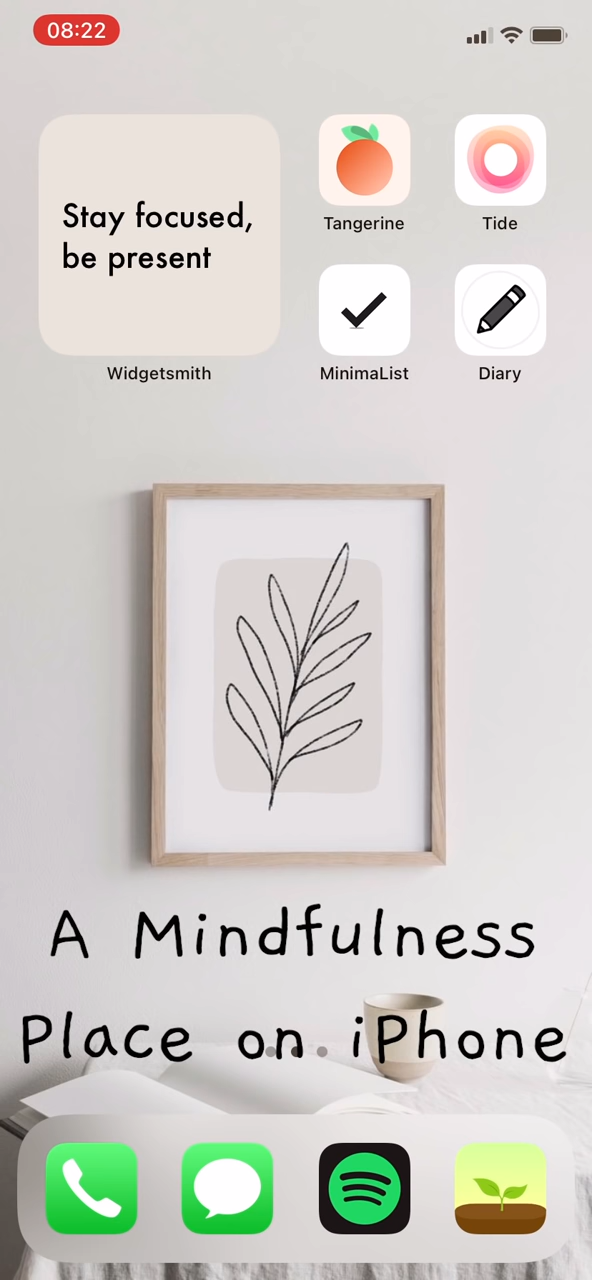 08:22
Stay focused,
be present
Widgetsmith
Tangerine
Tide
MinimaList
Diary
A Mindfulness
Place on iPhone